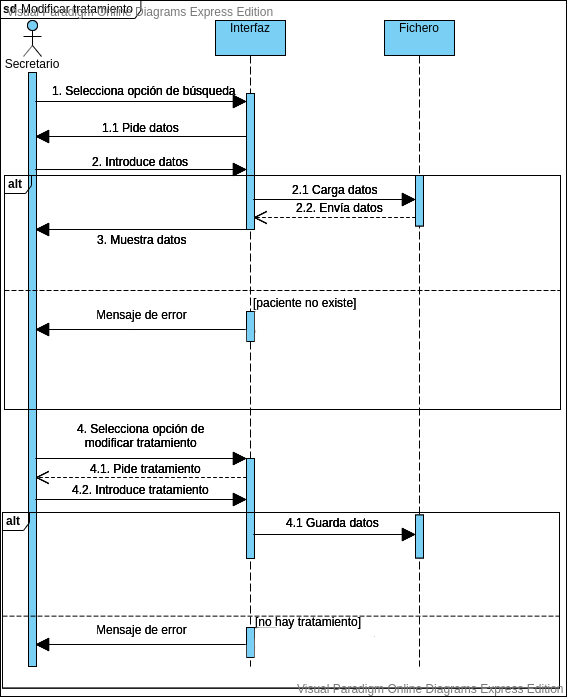 sd Modificar tratamiento
Visual Paradigm Online Diagrams Express Edition
Secretario
Interfaz
Fichero
1. Selecciona opción de búsqueda
1.1 Pide datos
2. Introduce datos
alt
2.1 Carga datos
2.2. Envía datos
3. Muestra datos
[paciente no existe]
Mensaje de error
4. Selecciona opción de
modificar tratamiento
4.1. Pide tratamiento
4.2. Introduce tratamiento
alt
4.1 Guarda datos
[no hay tratamiento]
Mensaje de error
Visual Paradigm Online Diagrams Express Edition